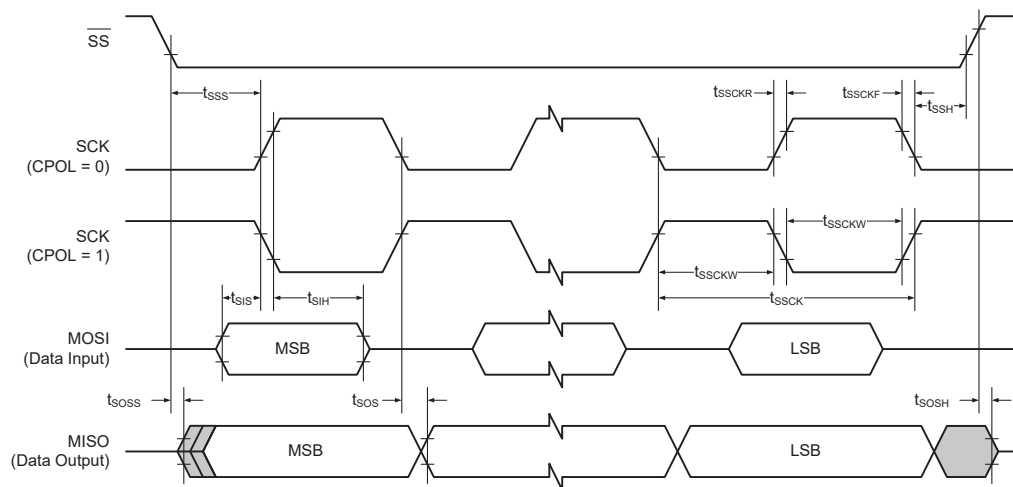 SS
tSSS
tSSCKR
tSSCKF
tSSH
SCK
(CPOL = 0)
SCK
(CPOL = 1)
tSSCKW
tSSCKW
tSSCK
tSIS
tSIH
MOSI
(Data Input)
MSB
LSB
tSOSS
tSOS
tSOSH
MISO
(Data Output)
MSB
LSB